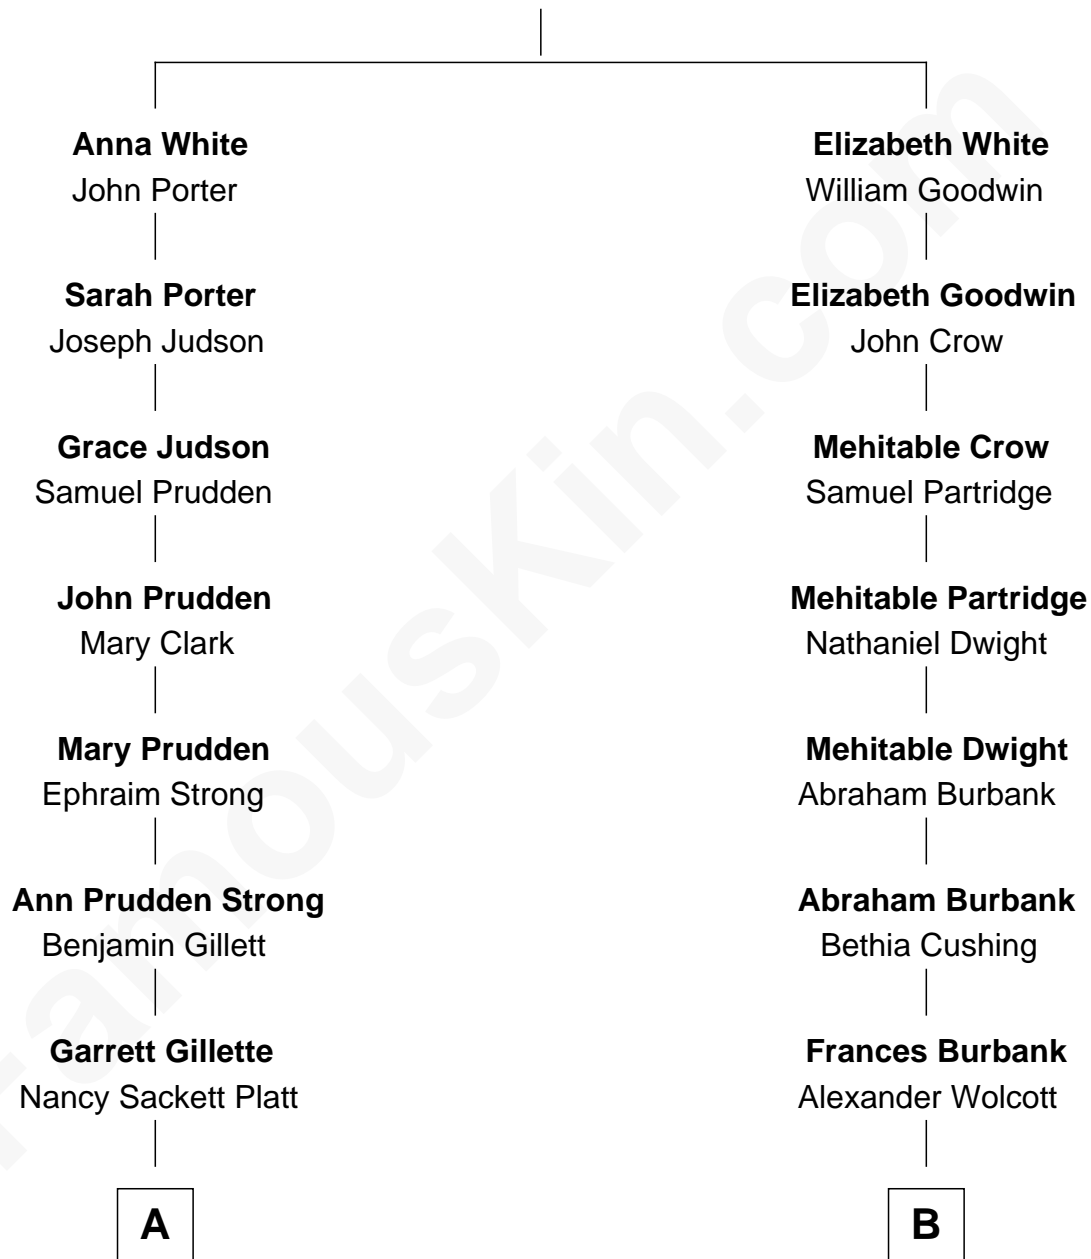 Anna White
John Porter
Sarah Porter
Joseph Judson
Grace Judson
Samuel Prudden
John Prudden
Mary Clark
Mary Prudden
Ephraim Strong
Ann Prudden Strong
Benjamin Gillett
Garrett Gillette
Nancy Sackett Platt
A
Elizabeth White
William Goodwin
Elizabeth Goodwin
John Crow
Mehitable Crow
Samuel Partridge
Mehitable Partridge
Nathaniel Dwight
Mehitable Dwight
Abraham Burbank
Abraham Burbank
Bethia Cushing
Frances Burbank
Alexander Wolcott
B
FamousKin.com